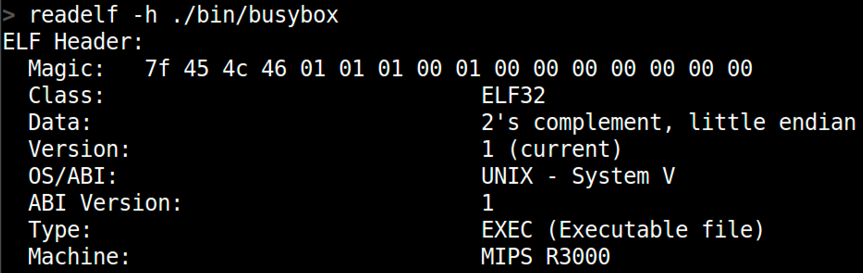 > readelf -h ./bin/busybox
ELF Header:
  Magic:   7f 45 4c 46 01 01 01 00 01 00 00 00 00 00 00 00
  Class:                             ELF32
  Data:                              2's complement, little endian
  Version:                           1 (current)
  OS/ABI:                            UNIX - System V
  ABI Version:                       1
  Type:                              EXEC (Executable file)
  Machine:                           MIPS R3000